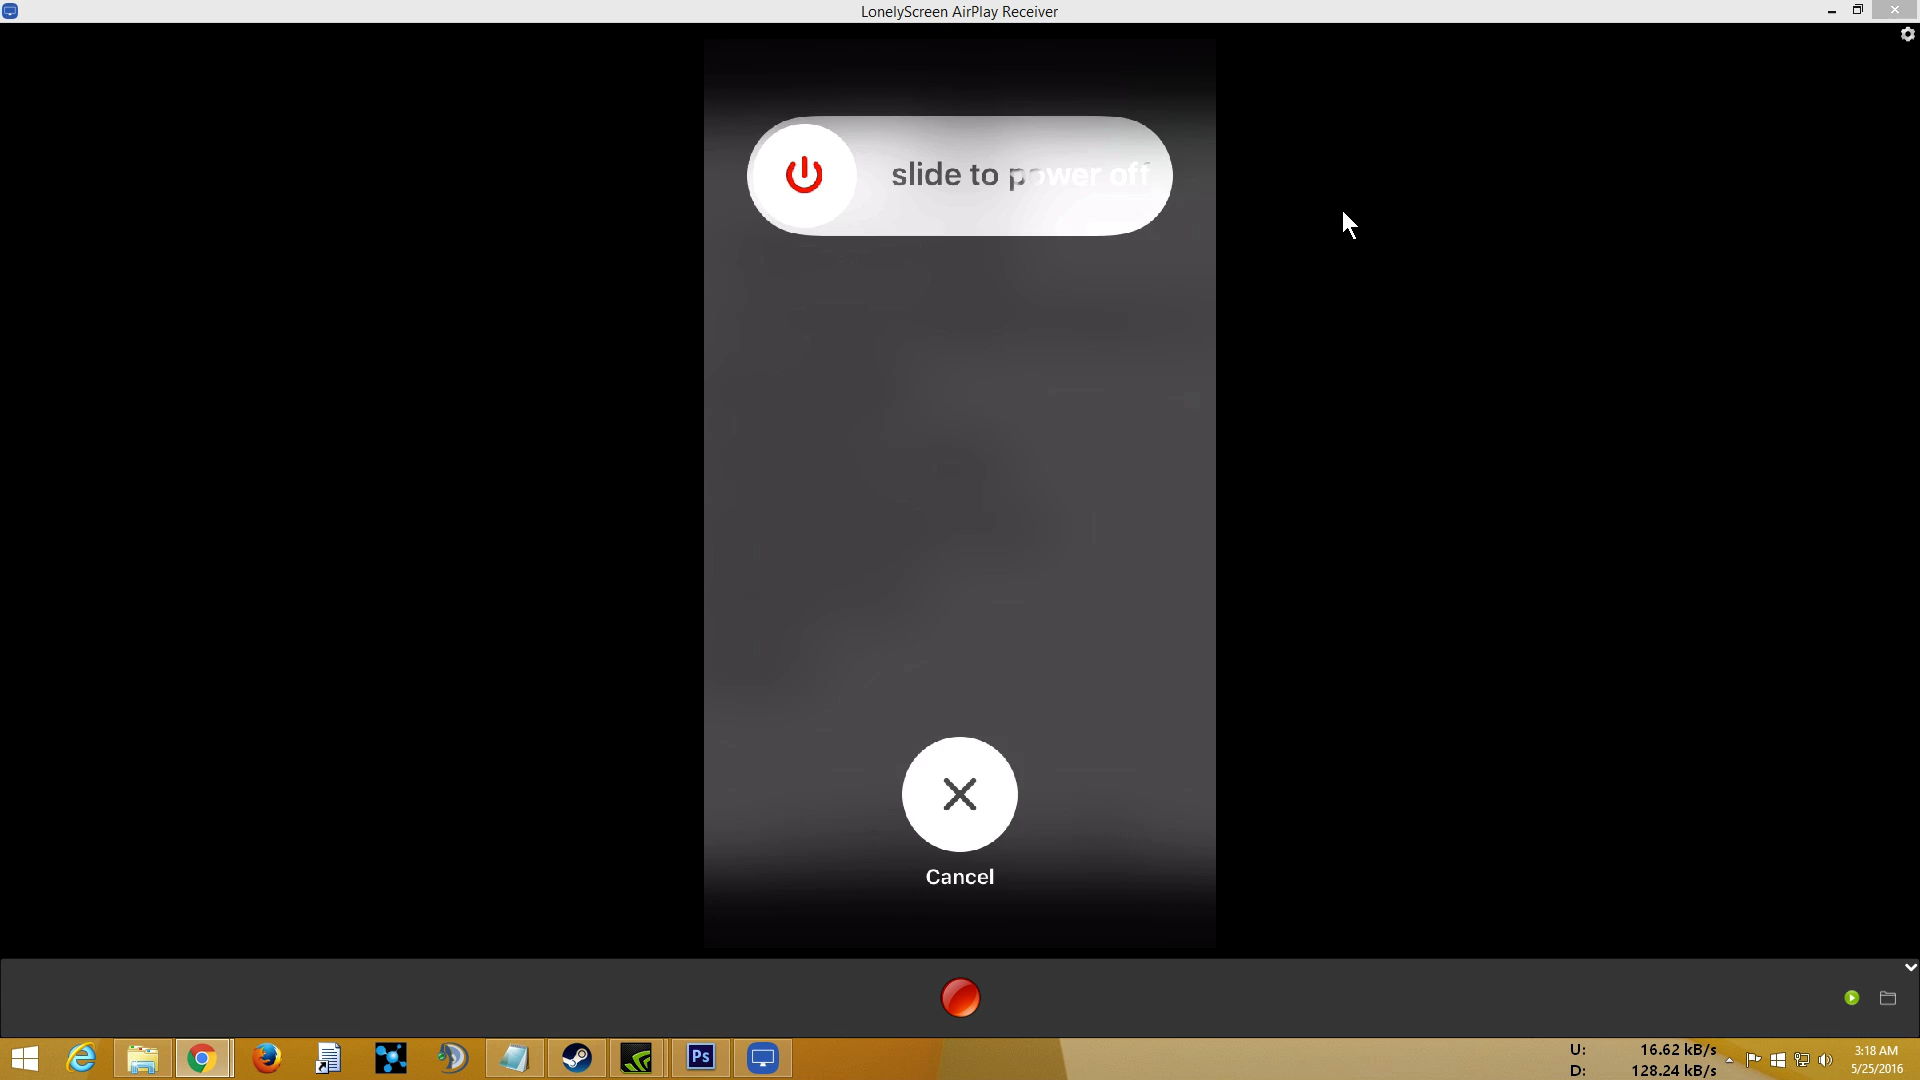 LonelyScreen AirPlay Receiver
slide to power off
Cancel
Ps
U: 16.62 kB/s
D: 128.24 kB/s
3:18 AM
5/25/2016